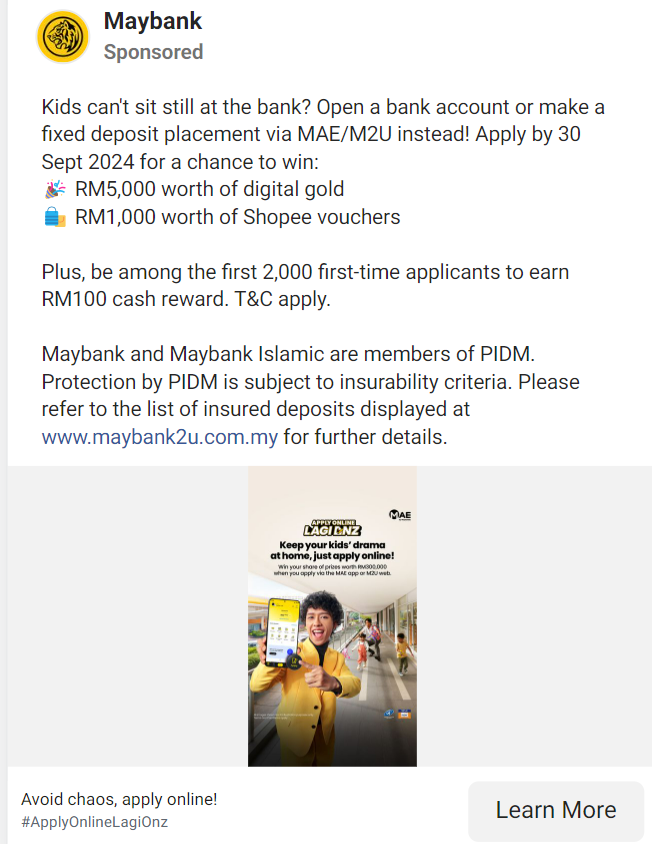 Maybank
Sponsored
Kids can't sit still at the bank? Open a bank account or make a
fixed deposit placement via MAE/M2U instead! Apply by 30
Sept 2024 for a chance to win:
🎉 RM5,000 worth of digital gold
🛍️ RM1,000 worth of Shopee vouchers
Plus, be among the first 2,000 first-time applicants to earn
RM100 cash reward. T&C apply.
Maybank and Maybank Islamic are members of PIDM.
Protection by PIDM is subject to insurability criteria. Please
refer to the list of insured deposits displayed at
www.maybank2u.com.my for further details.
MAE
APPLY ONLINE
LAGI ONZ
Keep your kids' drama
at home, just apply online!
Win your share of prizes worth RM300,000
when you apply via the MAE app or M2U web.
Avoid chaos, apply online!
#ApplyOnlineLagiOnz
Learn More